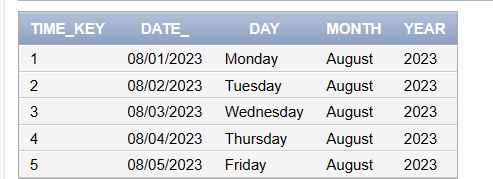 TIME_KEY DATE_ DAY MONTH YEAR
1 08/01/2023 Monday August 2023
2 08/02/2023 Tuesday August 2023
3 08/03/2023 Wednesday August 2023
4 08/04/2023 Thursday August 2023
5 08/05/2023 Friday August 2023